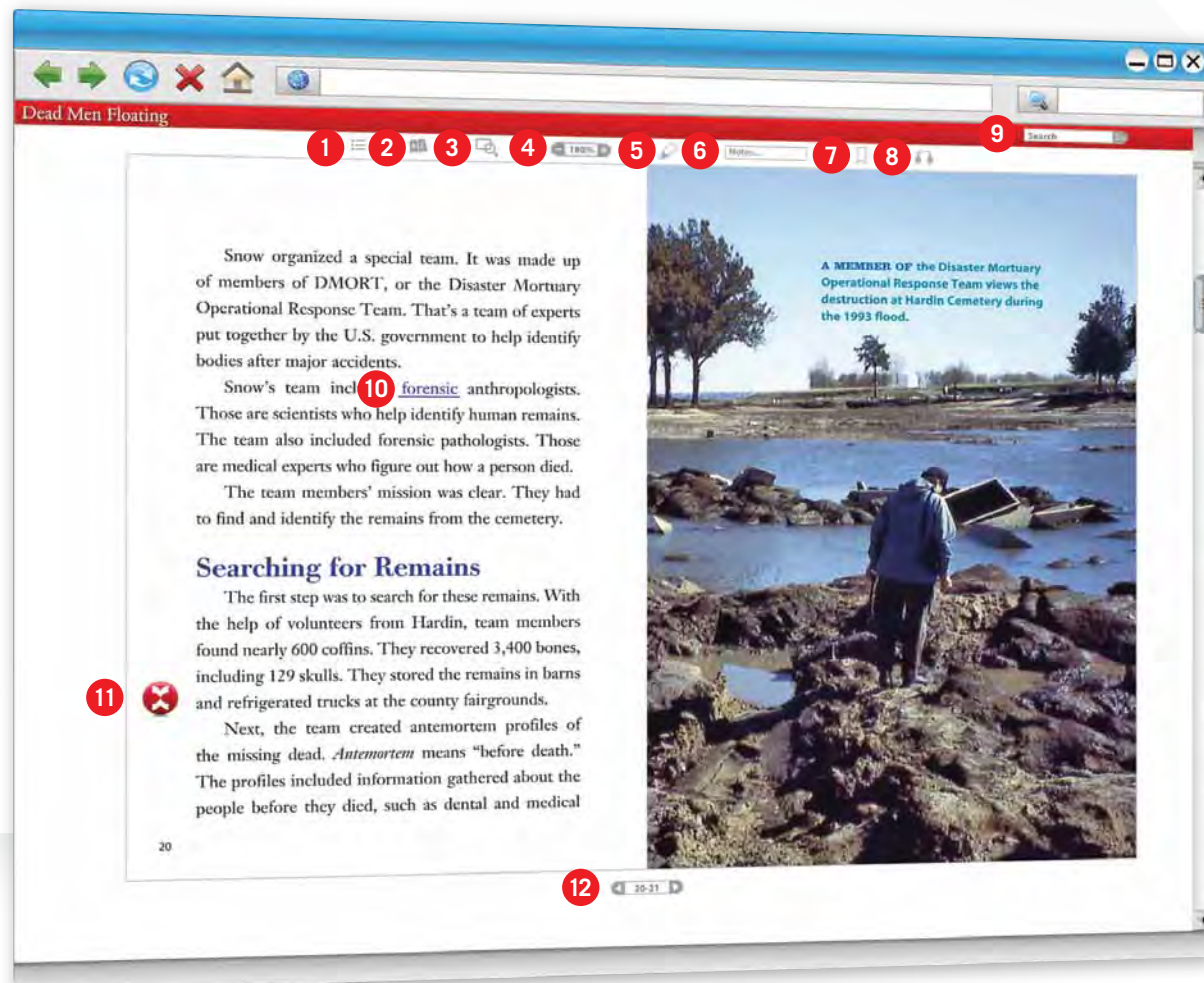 Dead Men Floating
9
Search
1
2
3
4
180%
5
6
Notes...
7
8
Snow organized a special team. It was made up
of members of DMORT, or the Disaster Mortuary
Operational Response Team. That's a team of experts
put together by the U.S. government to help identify
bodies after major accidents.
Snow's team incl 10 forensic anthropologists.
Those are scientists who help identify human remains.
The team also included forensic pathologists. Those
are medical experts who figure out how a person died.
The team members' mission was clear. They had
to find and identify the remains from the cemetery.
Searching for Remains
The first step was to search for these remains. With
the help of volunteers from Hardin, team members
found nearly 600 coffins. They recovered 3,400 bones,
including 129 skulls. They stored the remains in barns
11
and refrigerated trucks at the county fairgrounds.
Next, the team created antemortem profiles of
the missing dead. Antemortem means "before death."
The profiles included information gathered about the
people before they died, such as dental and medical
20
A MEMBER OF the Disaster Mortuary
Operational Response Team views the
destruction at Hardin Cemetery during
the 1993 flood.
12
20-21